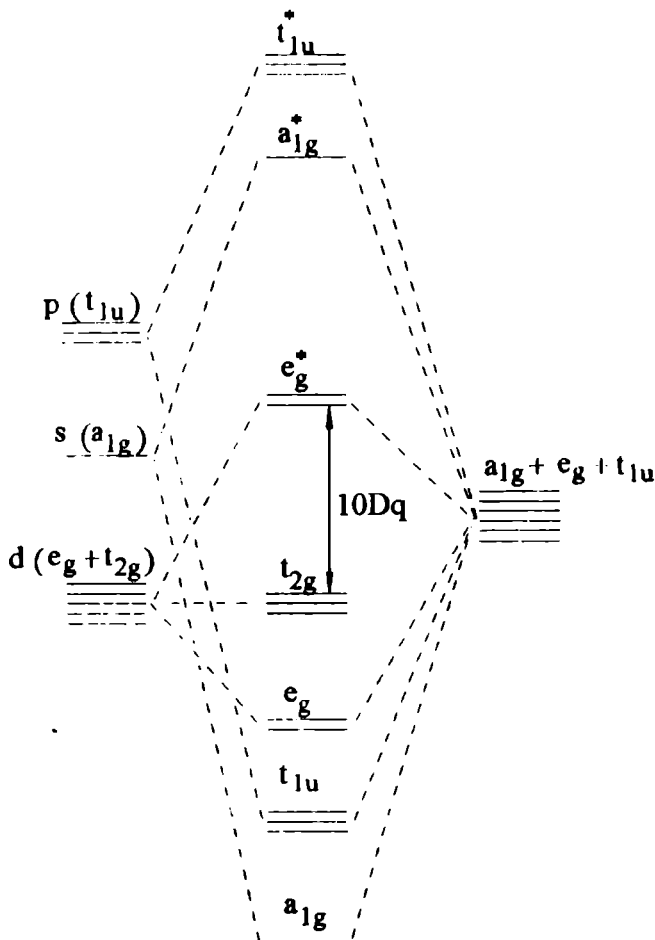 t*1u
a*1g
p (t1u)
e*g
s (a1g)
a1g + eg + t1u
10Dq
d (eg + t2g)
t2g
eg
t1u
a1g